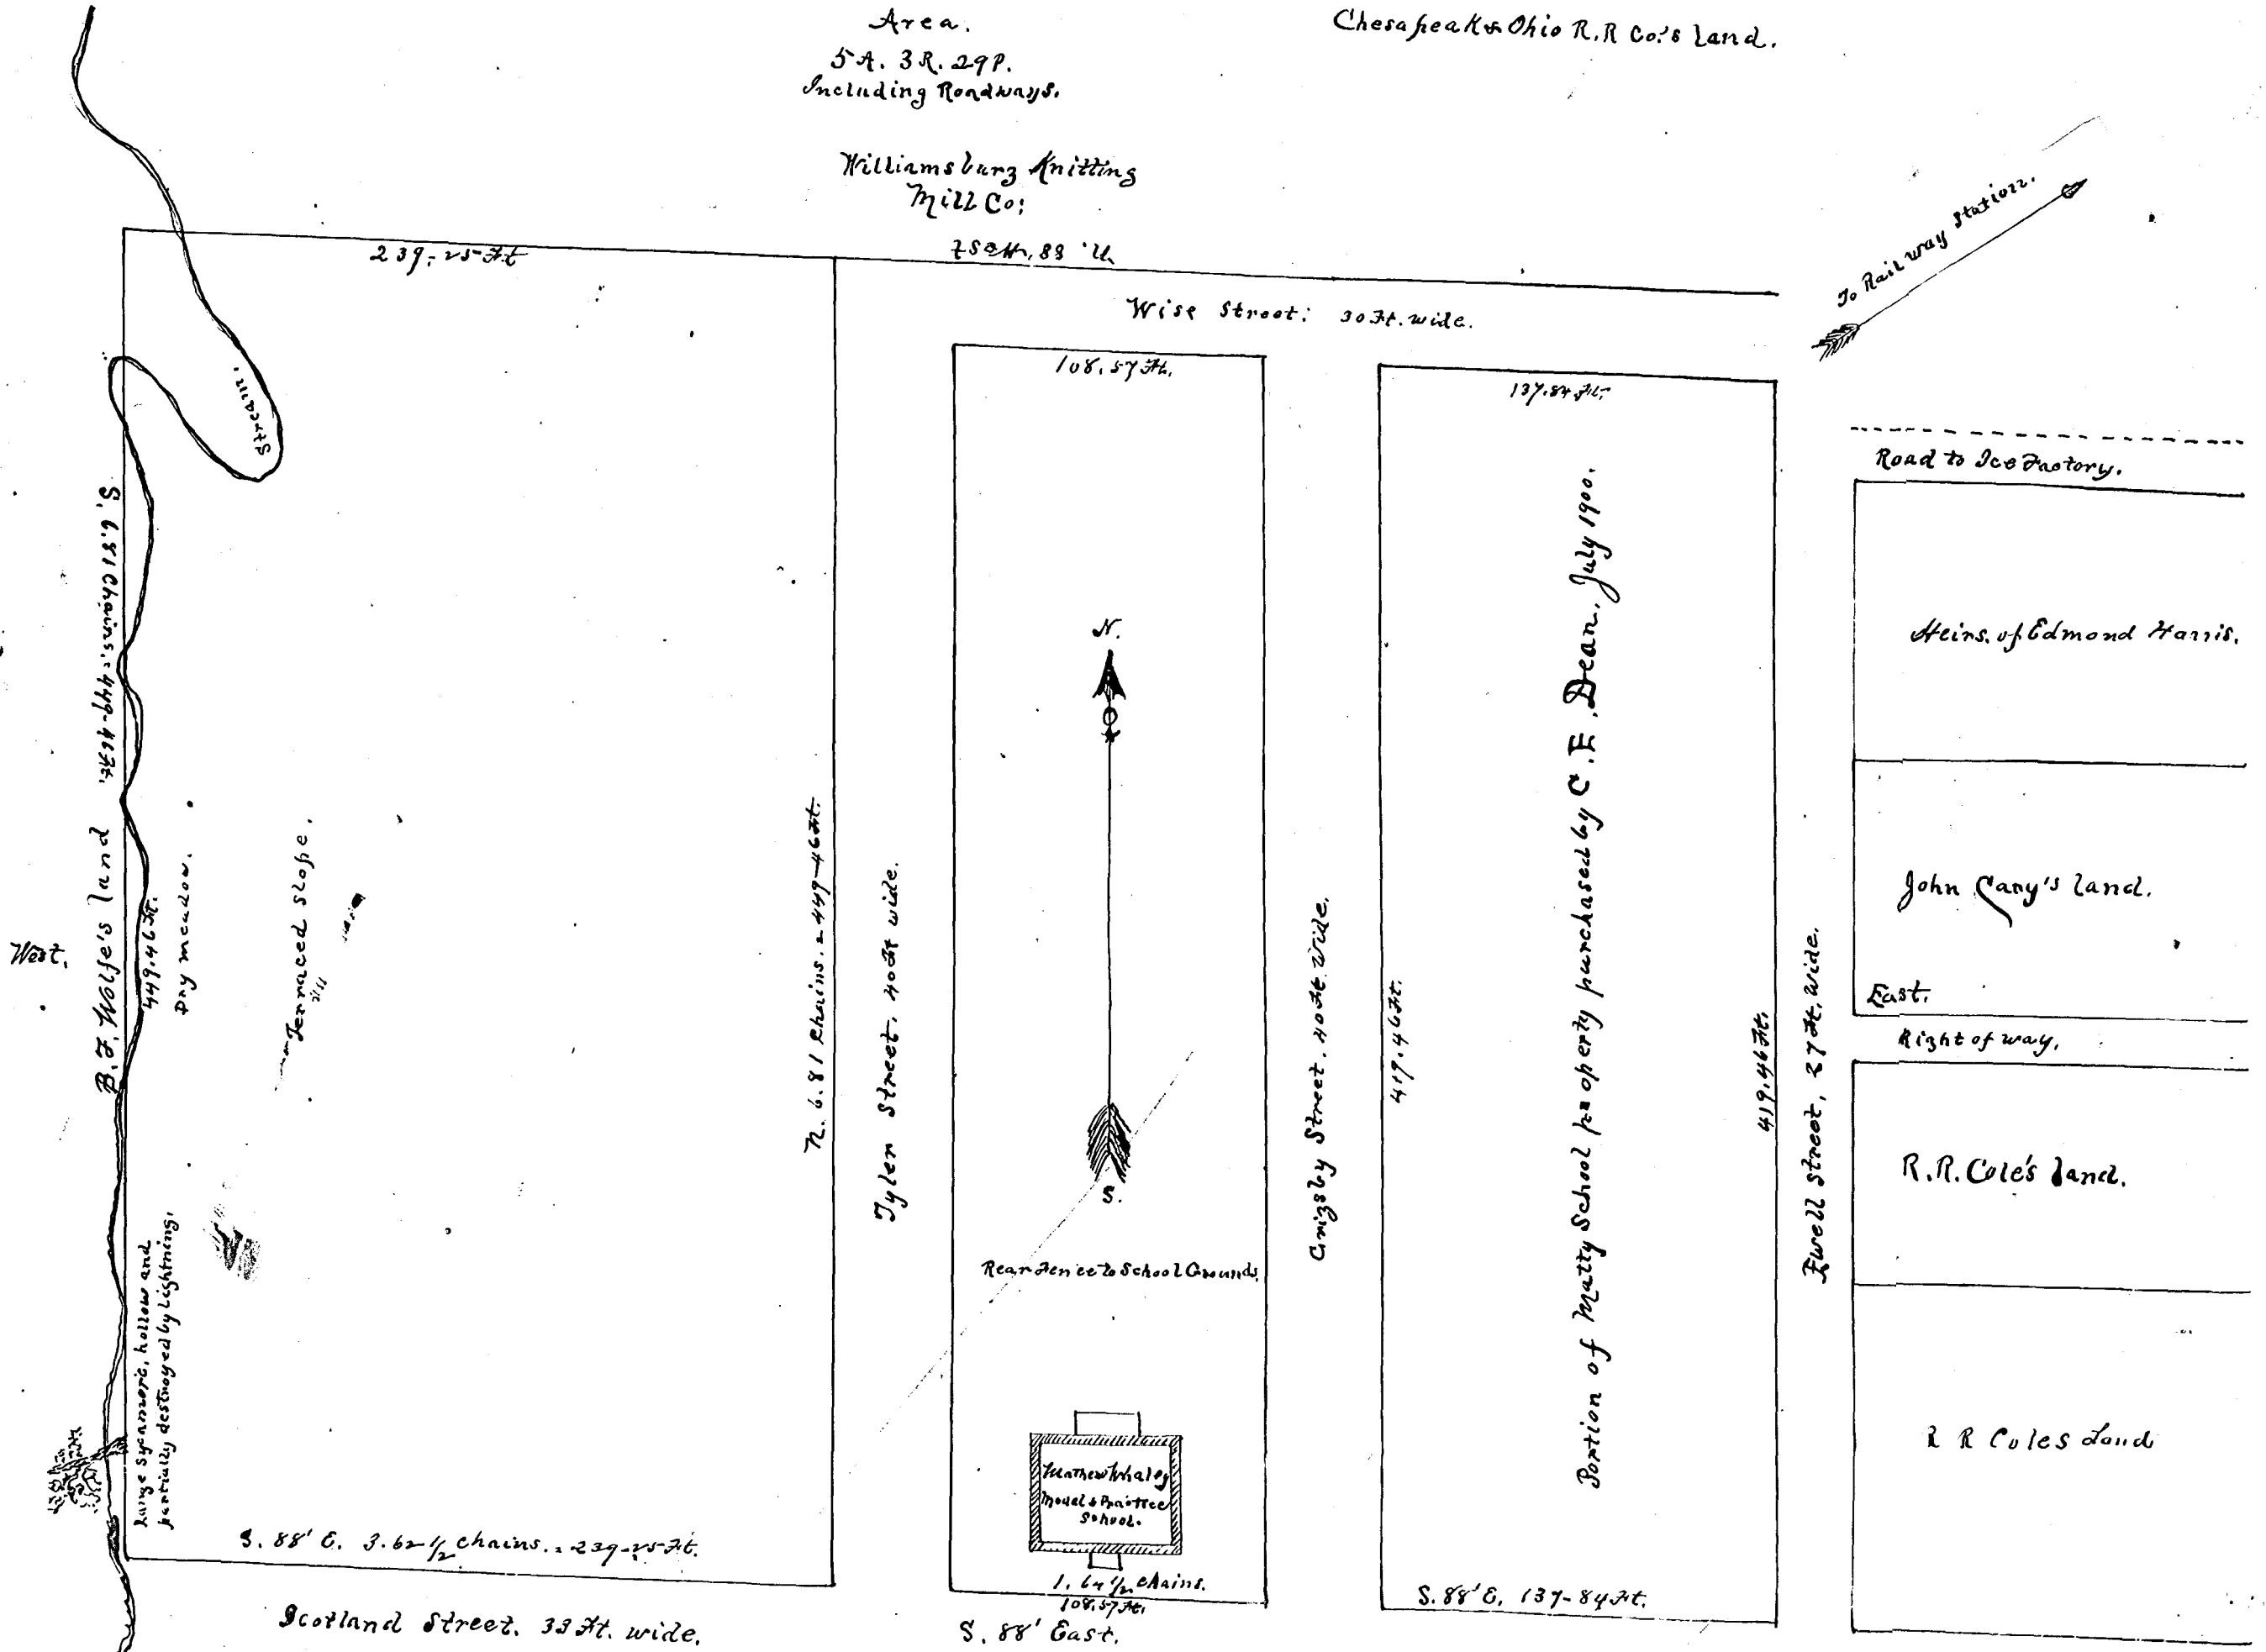 Area.
5 A. 3 R. 29 P.
Including Roadways.
Chesapeak & Ohio R.R Co.'s land.
Williamsburg Knitting
Mill Co:
239-25 Ft
To Railway Station.
Wise Street: 30 Ft. wide.
108.57 Ft.
137.84 Ft.
Stream.
Road to Ice Factory.
S. 6.81 Chains. = 449-46 Ft.
B. F. Wolfe's land
449.46 Ft.
Dry meadow.
Terraced slope.
West.
N. 6.81 Chains. = 449-46 Ft.
Tyler Street. 40 Ft wide.
N.
S.
Rear Fence to School Grounds.
Grigsby Street. 40 Ft. Wide.
419.46 Ft.
Portion of Matty School property purchased by C. E. Dean. July 1900.
419.46 Ft.
Ewell Street, 27 Ft. wide.
Heirs. of Edmond Harris.
John Cary's land.
East.
Right of way.
R.R. Cole's land.
R R Coles Land
Large Sycamore, hollow and
partially destroyed by lightning.
Mathew Whaley
Model & Practice
School.
S. 88' E. 3.62 1/2 chains. = 239-25 Ft.
1.64 1/2 chains.
108.57 Ft.
S. 88' East.
S. 88' E. 137-84 Ft.
Scotland Street. 33 Ft. wide.